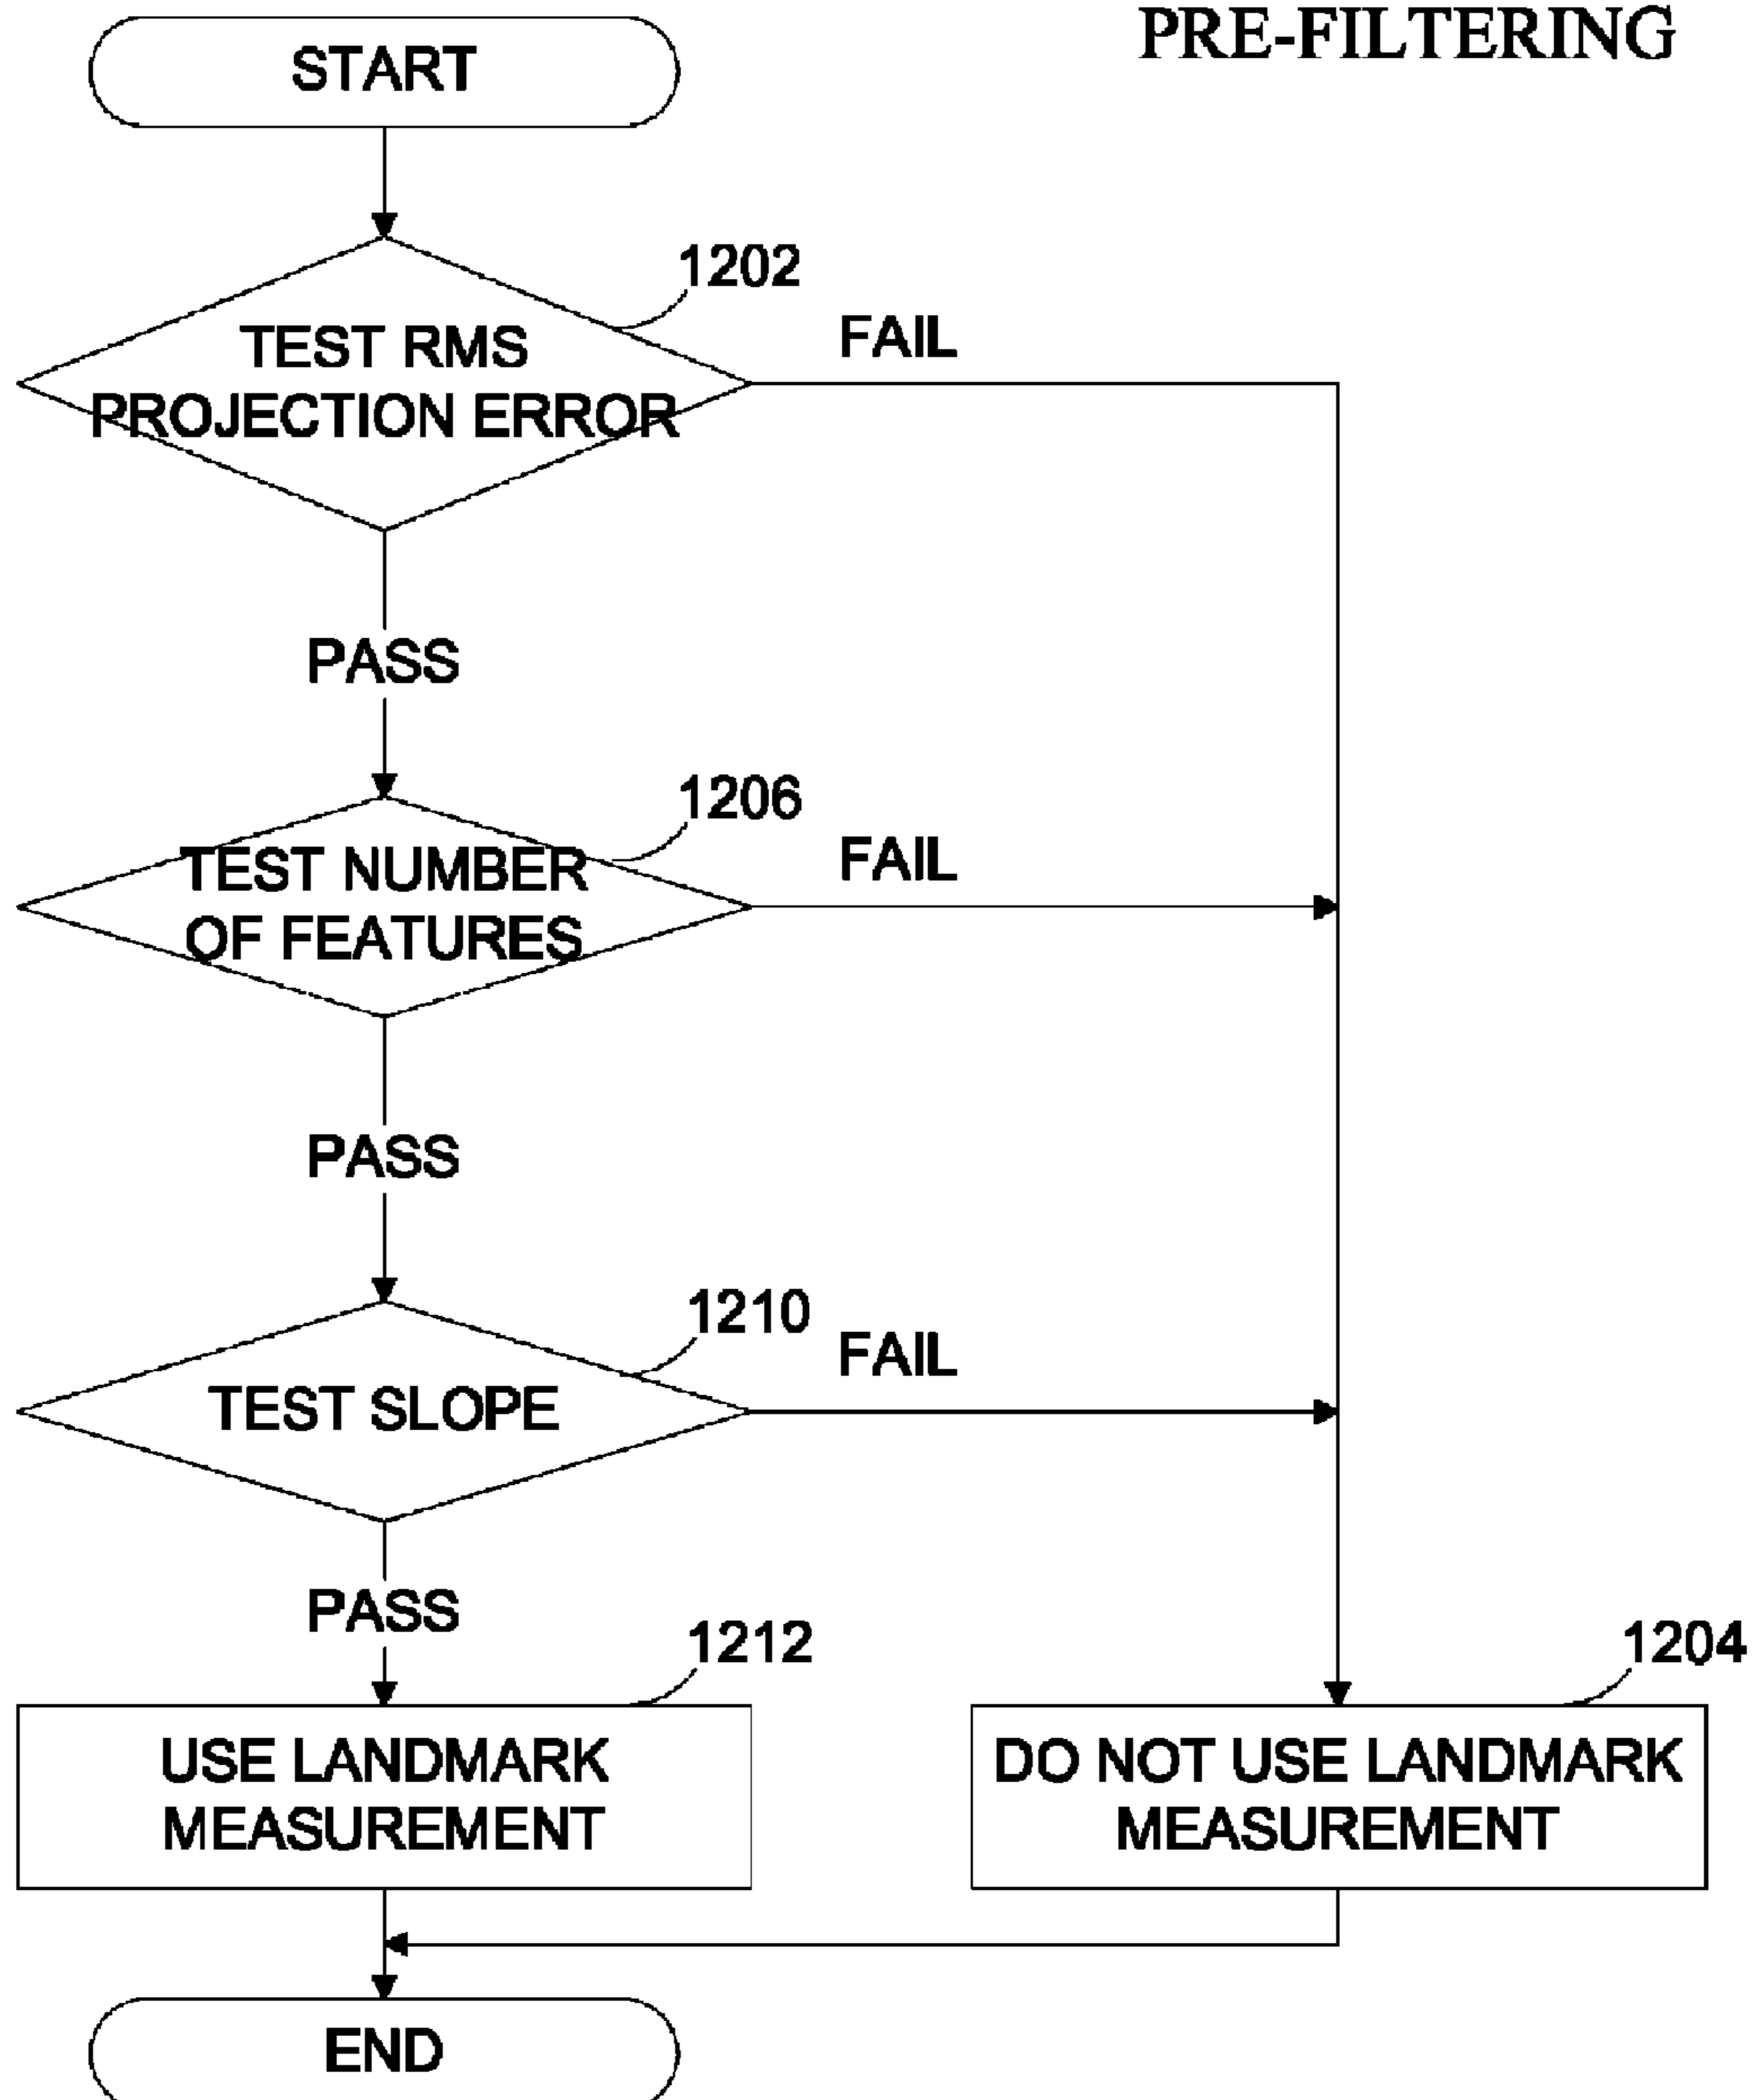 PRE-FILTERING
START
1202
TEST RMS
PROJECTION ERROR
FAIL
PASS
1206
TEST NUMBER
OF FEATURES
FAIL
PASS
1210
TEST SLOPE
FAIL
PASS
1212
USE LANDMARK
MEASUREMENT
1204
DO NOT USE LANDMARK
MEASUREMENT
END